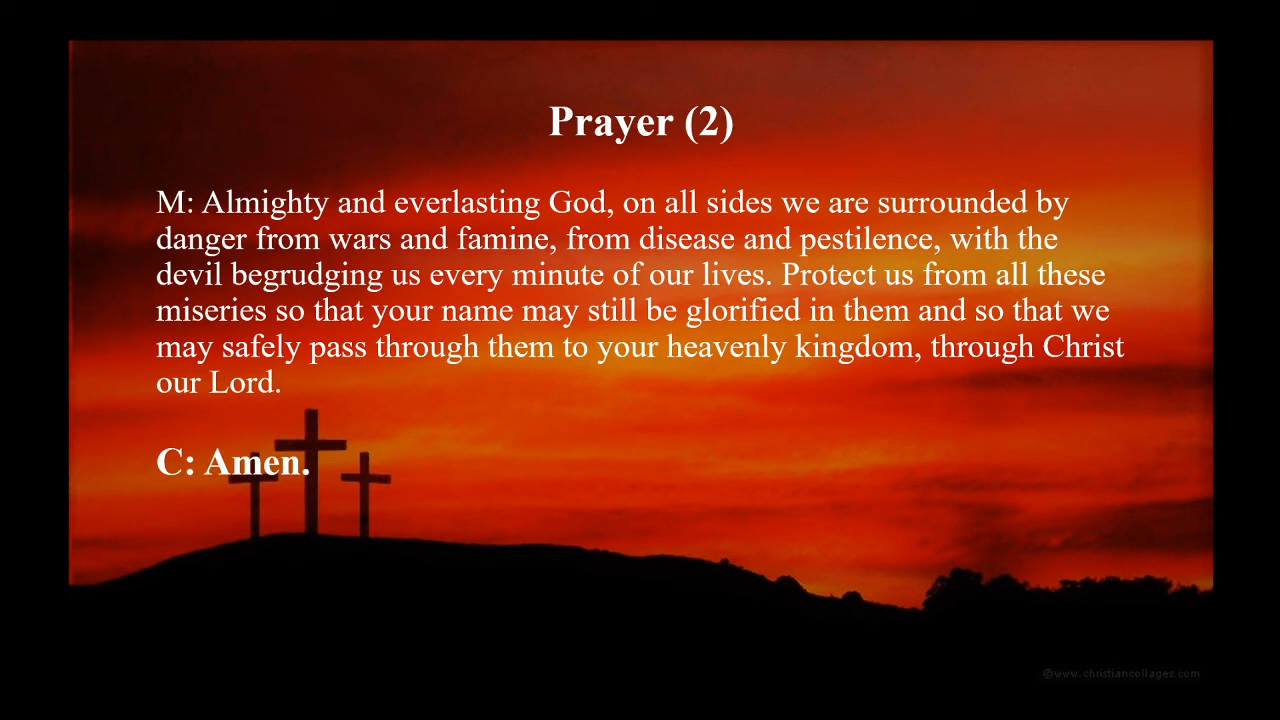 Prayer (2)
M: Almighty and everlasting God, on all sides we are surrounded by
danger from wars and famine, from disease and pestilence, with the
devil begrudging us every minute of our lives. Protect us from all these
miseries so that your name may still be glorified in them and so that we
may safely pass through them to your heavenly kingdom, through Christ
our Lord.
C: Amen.
©www.christiancollages.com